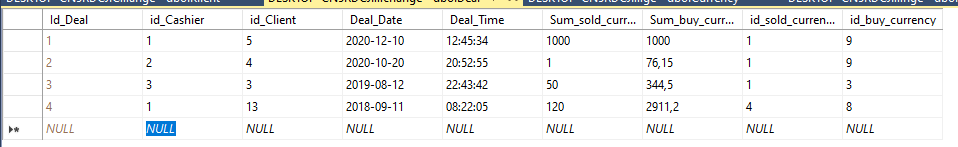 Id_Deal id_Cashier id_Client Deal_Date Deal_Time Sum_sold_curr... Sum_buy_curr... id_sold_curren... id_buy_currency
1 1 5 2020-12-10 12:45:34 1000 1000 1 9
2 2 4 2020-10-20 20:52:55 1 76,15 1 9
3 3 3 2019-08-12 22:43:42 50 344,5 1 3
4 1 13 2018-09-11 08:22:05 120 2911,2 4 8
NULL NULL NULL NULL NULL NULL NULL NULL NULL